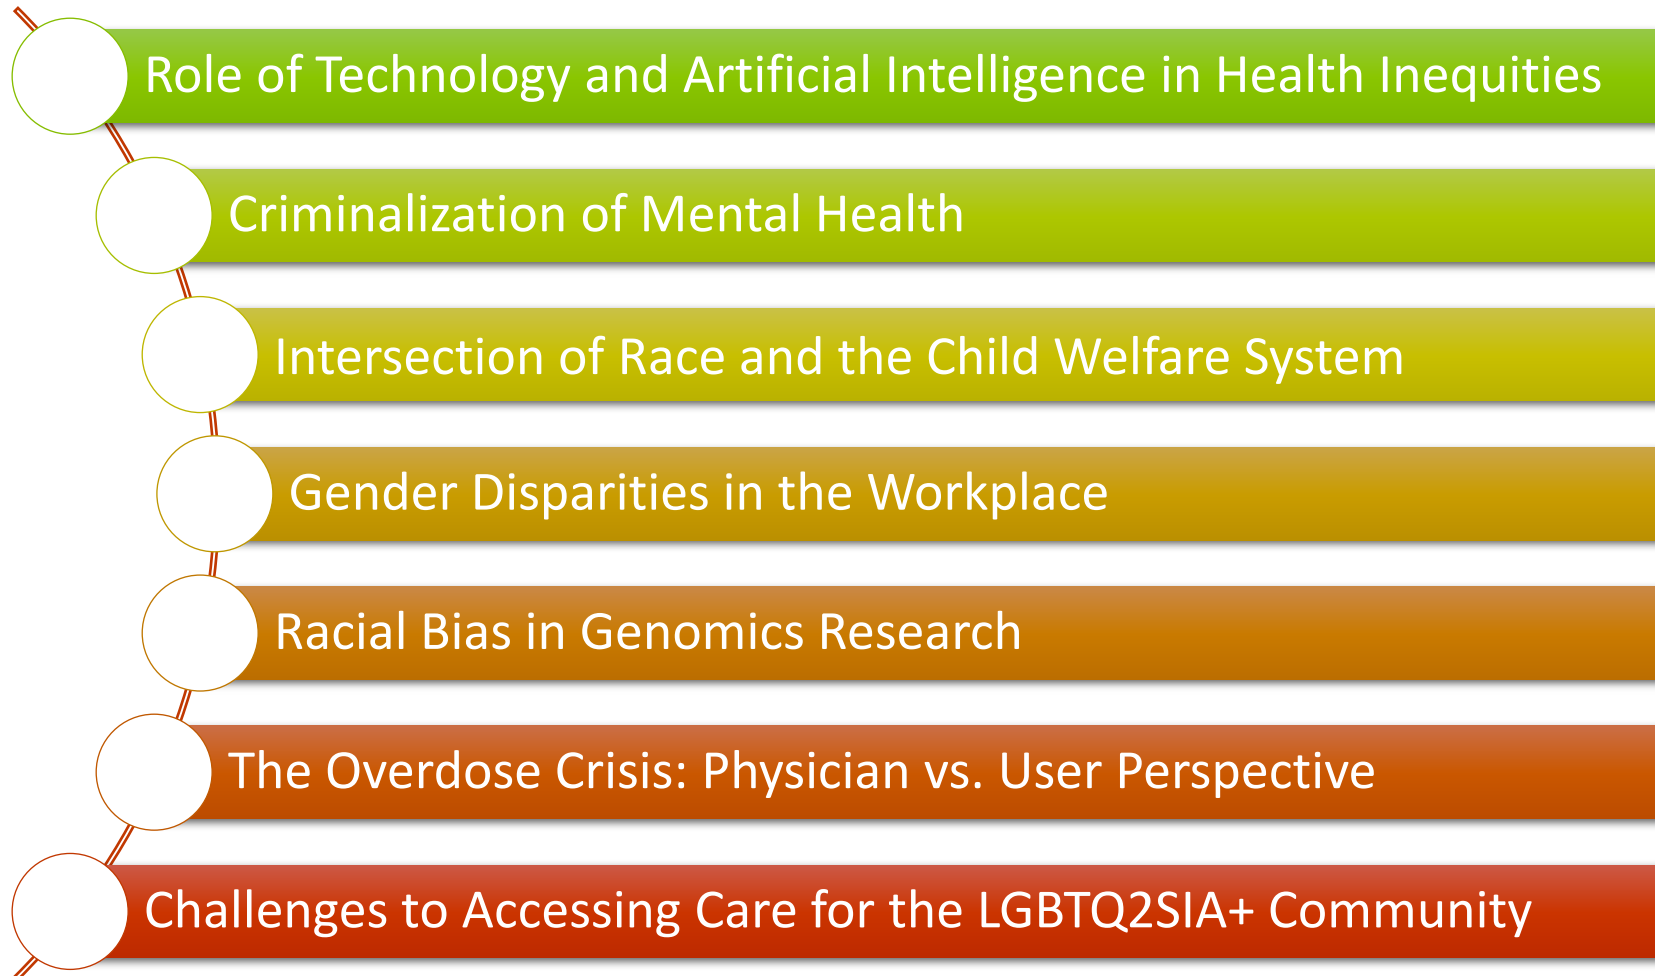 Role of Technology and Artificial Intelligence in Health Inequities
Criminalization of Mental Health
Intersection of Race and the Child Welfare System
Gender Disparities in the Workplace
Racial Bias in Genomics Research
The Overdose Crisis: Physician vs. User Perspective
Challenges to Accessing Care for the LGBTQ2SIA+ Community